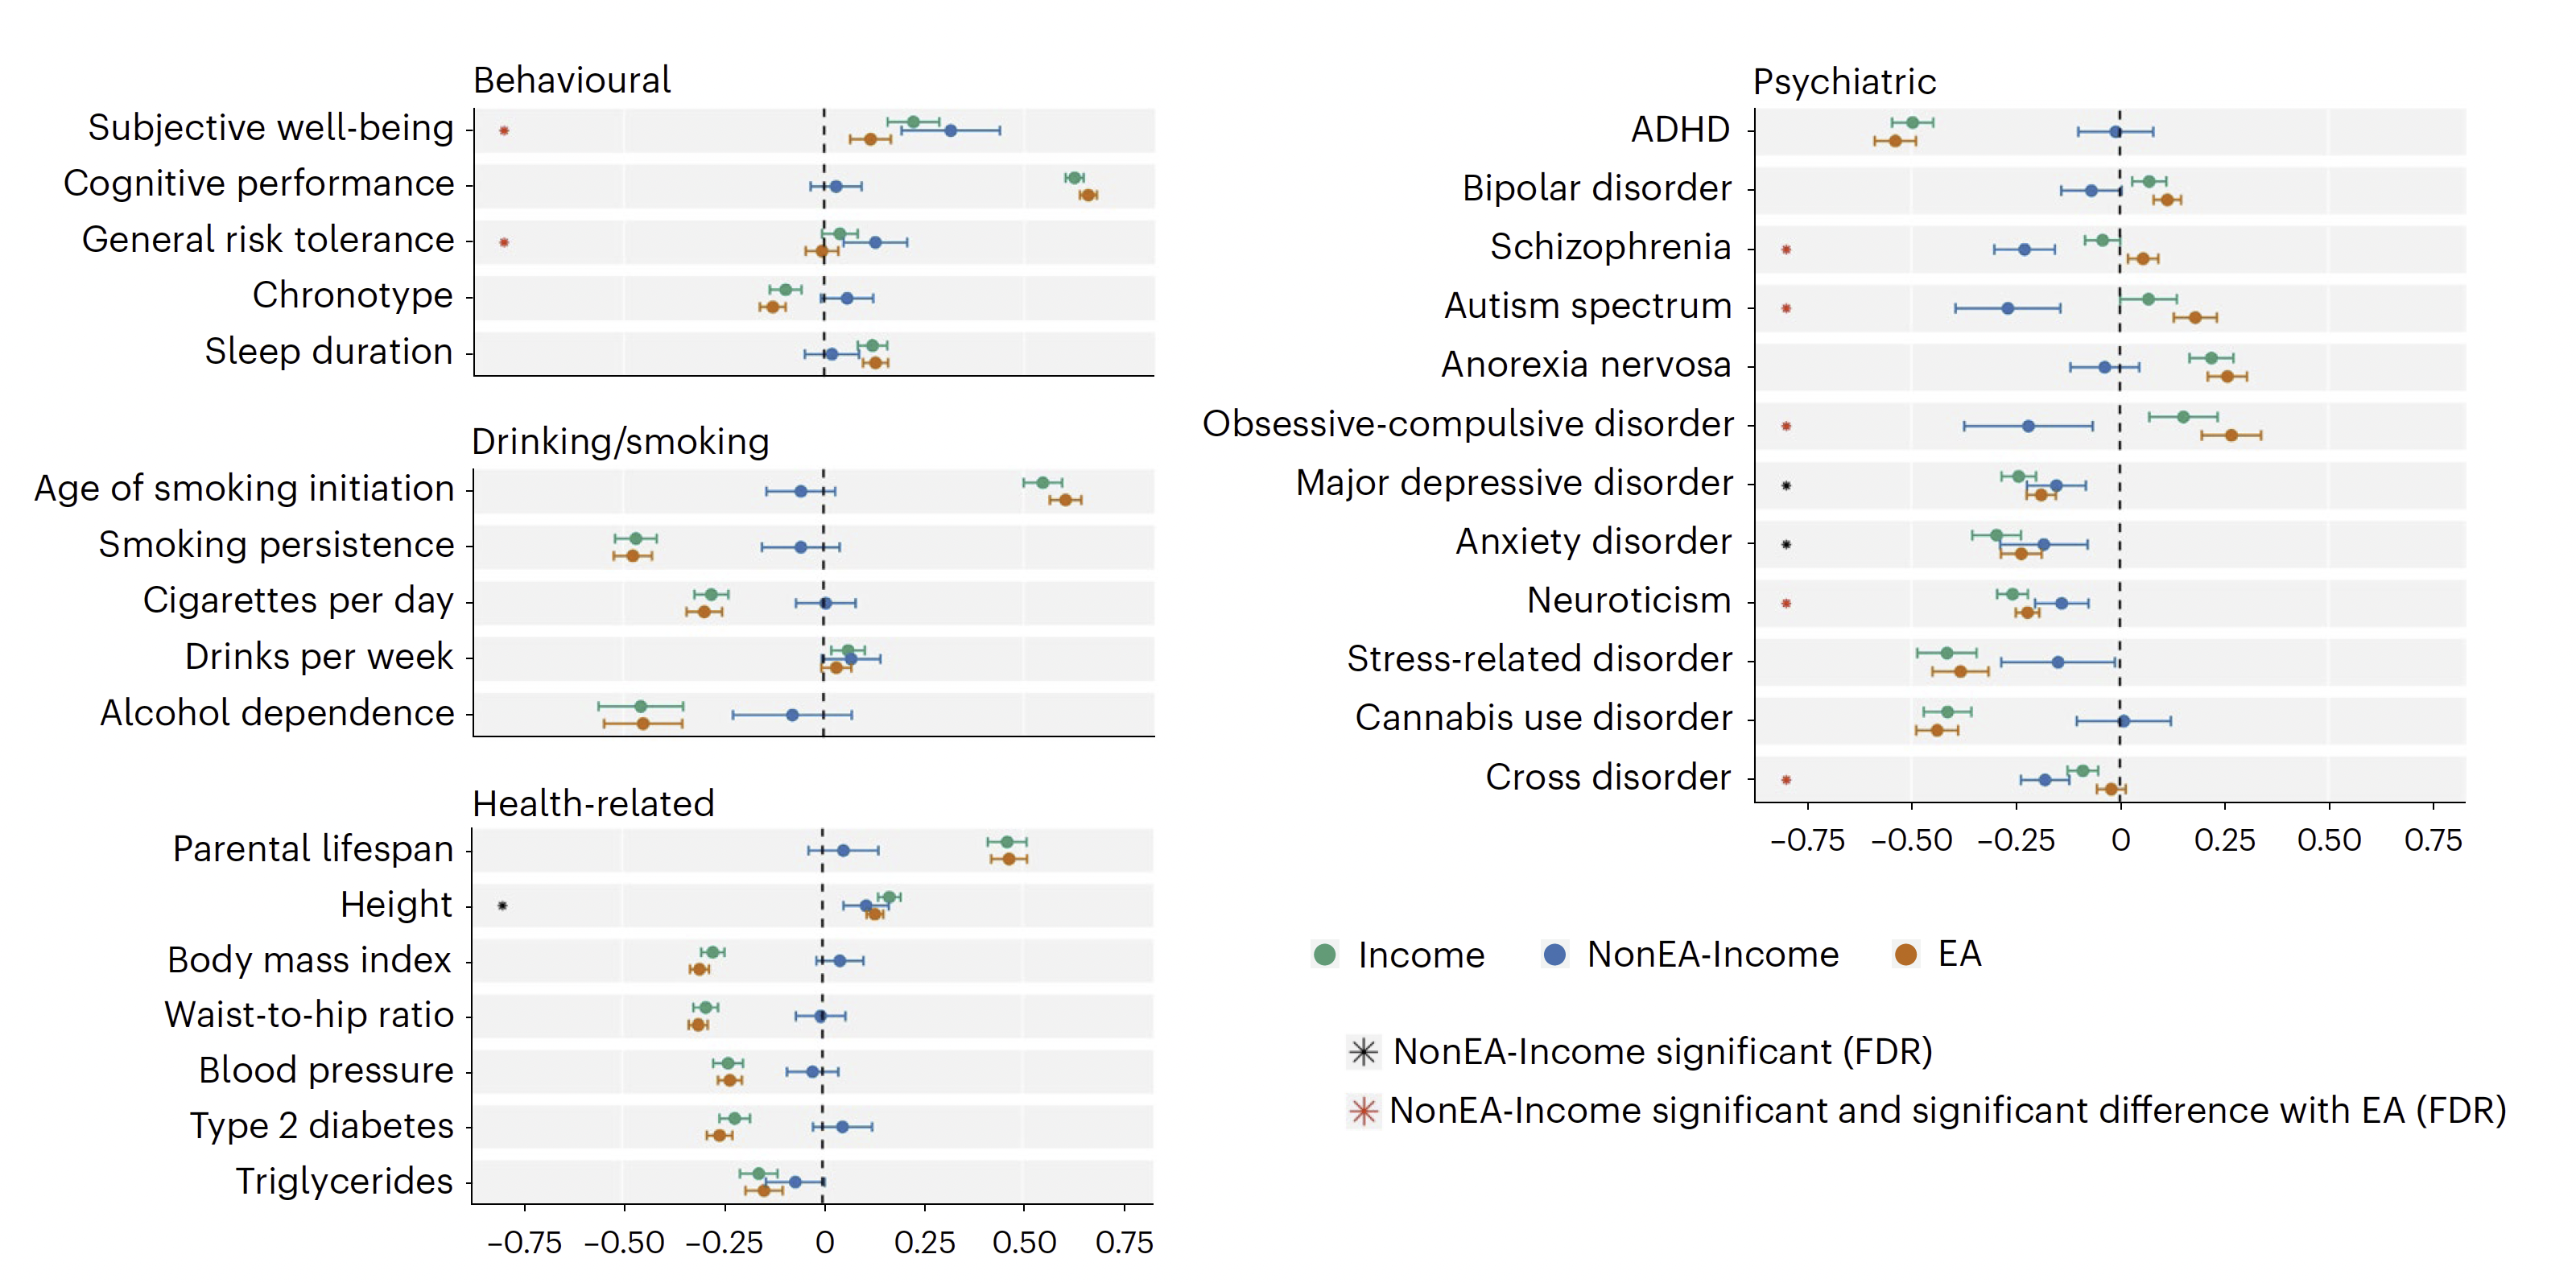 Behavioural
Subjective well-being
Cognitive performance
General risk tolerance
Chronotype
Sleep duration
Drinking/smoking
Age of smoking initiation
Smoking persistence
Cigarettes per day
Drinks per week
Alcohol dependence
Health-related
Parental lifespan
Height
Body mass index
Waist-to-hip ratio
Blood pressure
Type 2 diabetes
Triglycerides
−0.75 −0.50 −0.25 0 0.25 0.50 0.75
Psychiatric
ADHD
Bipolar disorder
Schizophrenia
Autism spectrum
Anorexia nervosa
Obsessive-compulsive disorder
Major depressive disorder
Anxiety disorder
Neuroticism
Stress-related disorder
Cannabis use disorder
Cross disorder
−0.75 −0.50 −0.25 0 0.25 0.50 0.75
Income NonEA-Income EA
NonEA-Income significant (FDR)
NonEA-Income significant and significant difference with EA (FDR)